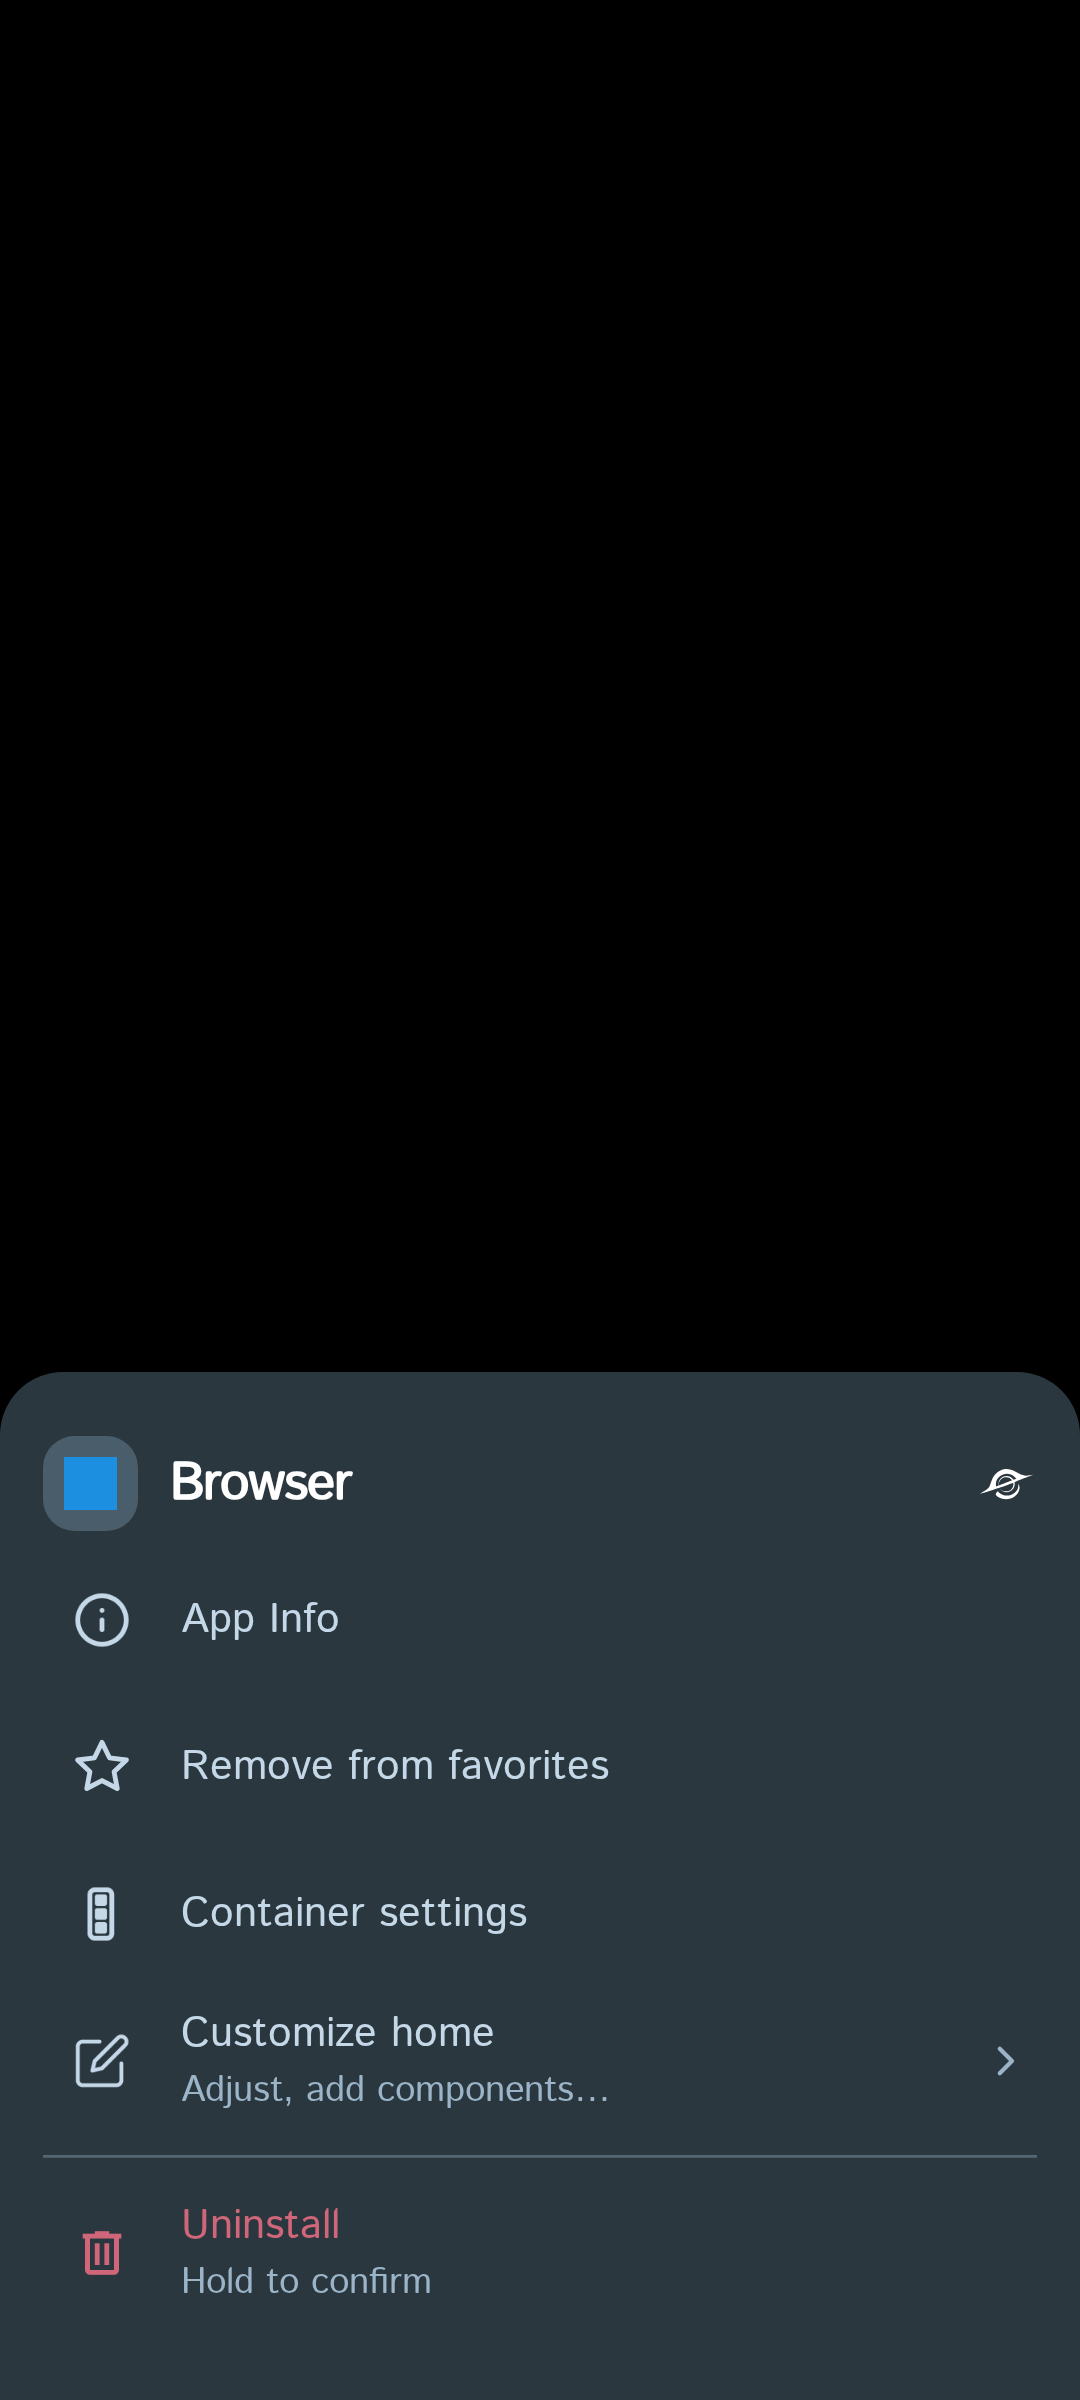 Browser
App Info
Remove from favorites
Container settings
Customize home
Adjust, add components...
Uninstall
Hold to confirm